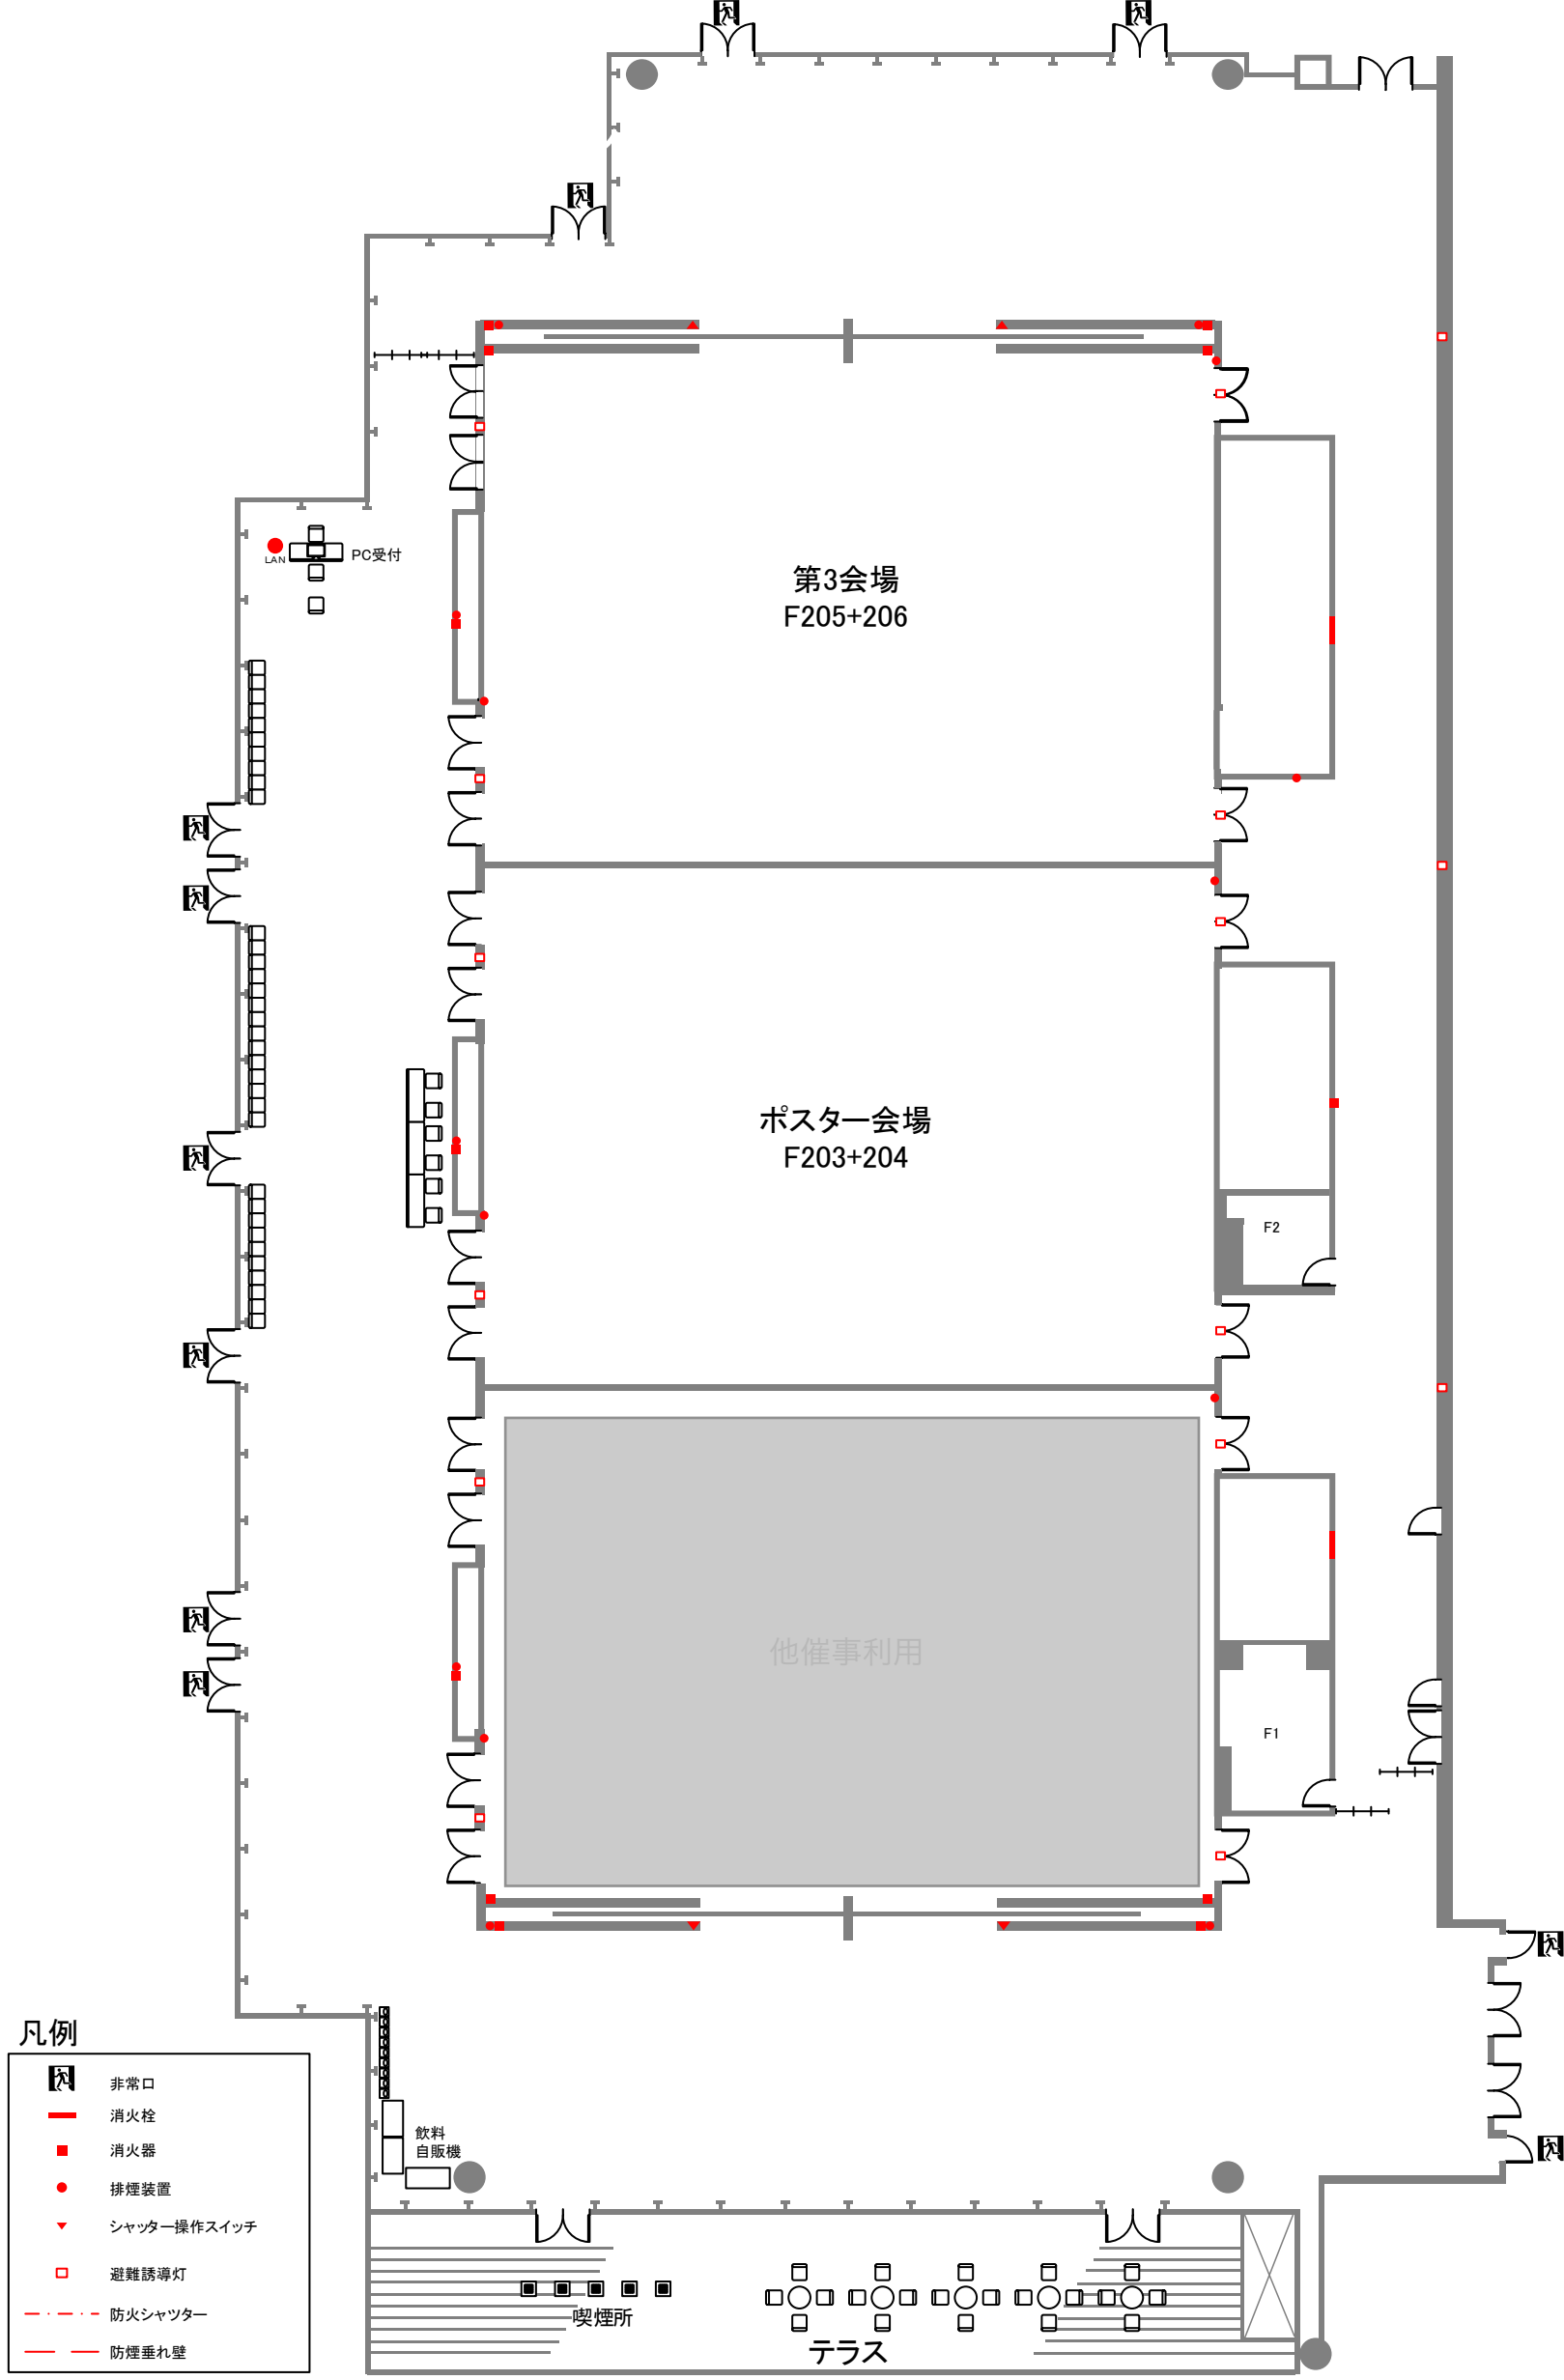 LAN
PC受付
第3会場
F205+206
ポスター会場
F203+204
F2
他催事利用
F1
凡例
非常口
消火栓
消火器
排煙装置
シャッター操作スイッチ
避難誘導灯
防火シャツター
防煙垂れ壁
飲料
自販機
喫煙所
テラス